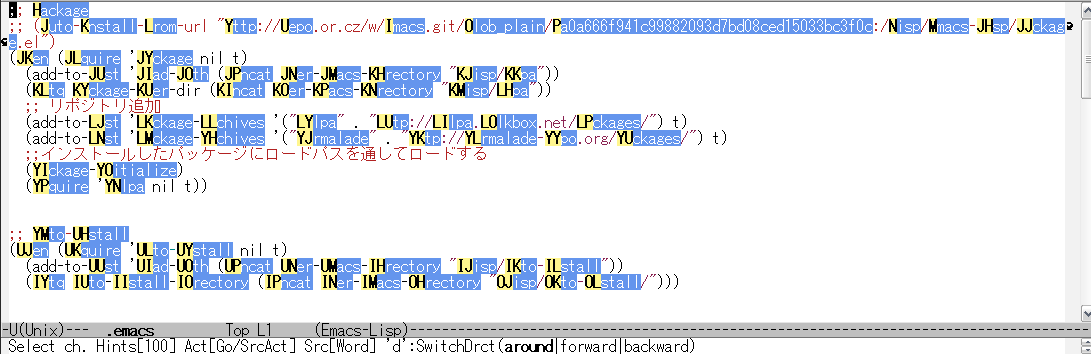 ;; Hackage
;; (Juto-Knstall-Lrom-url "Yttp://Uepo.or.cz/w/Imacs.git/Olob_plain/Pa0a666f941c99882093d7bd08ced15033bc3f0c:/Nisp/Mmacs-JHsp/JJckag
e.el")
(JKen (JLquire 'JYckage nil t)
(add-to-JUst 'JIad-JOth (JPncat JNer-JMacs-KHrectory "KJisp/KKpa"))
(KLtq KYckage-KUer-dir (KIncat KOer-KPacs-KNrectory "KMisp/LHpa"))
;; リポジトリ追加
(add-to-LJst 'LKckage-LLchives '("LYlpa" . "LUtp://LIlpa.LOlkbox.net/LPckages/") t)
(add-to-LNst 'LMckage-YHchives '("YJrmalade" . "YKtp://YLrmalade-YYpo.org/YUckages/") t)
;;インストールしたパッケージにロードパスを通してロードする
(YIckage-YOitialize)
(YPquire 'YNlpa nil t))
;; YMto-UHstall
(UJen (UKquire 'ULto-UYstall nil t)
(add-to-UUst 'UIad-UOth (UPncat UNer-UMacs-IHrectory "IJisp/IKto-ILstall"))
(IYtq IUto-IIstall-IOrectory (IPncat INer-IMacs-OHrectory "OJisp/OKto-OLstall/")))
-U(Unix)--- .emacs Top L1 (Emacs-Lisp)
Select ch. Hints[100] Act[Go/SrcAct] Src[Word] 'd':SwitchDrct(around|forward|backward)